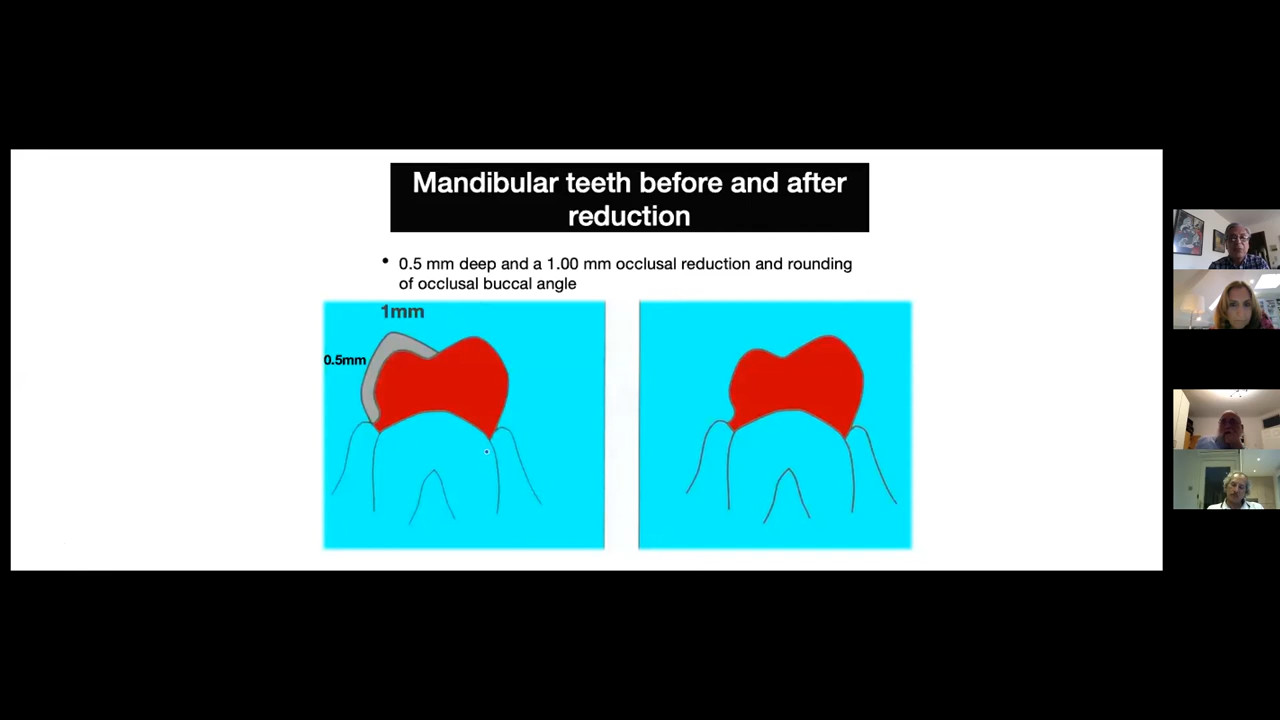 Mandibular teeth before and after
reduction
• 0.5 mm deep and a 1.00 mm occlusal reduction and rounding
of occlusal buccal angle
1mm
0.5mm